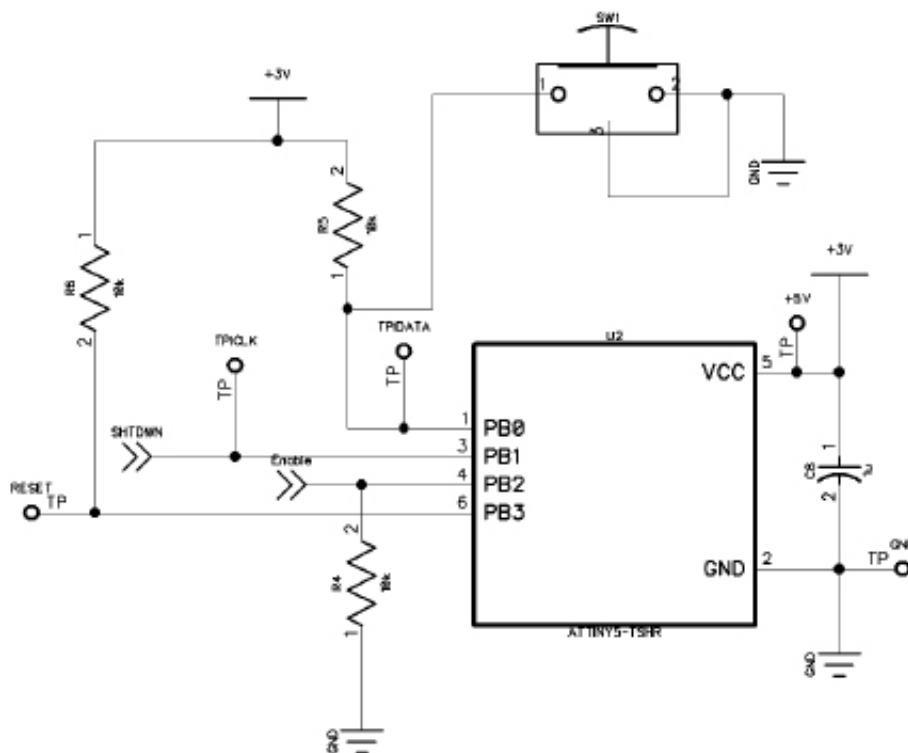 SW1
1
2
3
+3V
GND
2
R5
10k
1
1
R6
10k
2
+3V
+5V
TP
TPICLK
TP
TPIDATA
TP
U2
VCC
5
SHTDWN
1
PB0
3
PB1
Enable
4
PB2
RESET
TP
6
PB3
1
C6
2
2
R4
10k
1
GND
2
TP
GND
ATTINY5-TSHR
GND
GND